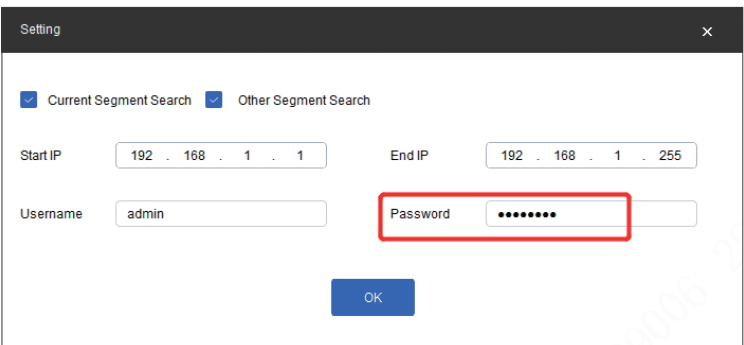 Setting
Current Segment Search Other Segment Search
Start IP 192 . 168 . 1 . 1 End IP 192 . 168 . 1 . 255
Username admin Password ••••••••
OK